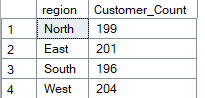 region Customer_Count
1 North 199
2 East 201
3 South 196
4 West 204